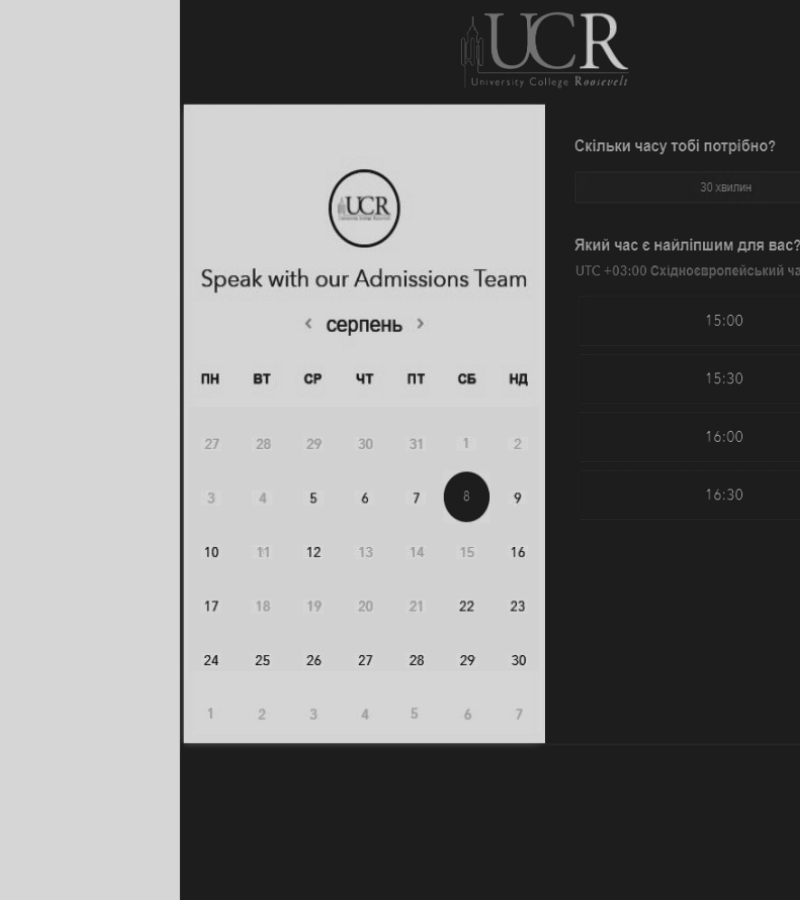 UCR
University College Roosevelt
UCR
Speak with our Admissions Team
‹ серпень ›
ПН ВТ СР ЧТ ПТ СБ НД
27 28 29 30 31 1 2
3 4 5 6 7 8 9
10 11 12 13 14 15 16
17 18 19 20 21 22 23
24 25 26 27 28 29 30
1 2 3 4 5 6 7
Скільки часу тобі потрібно?
30 хвилин
Який час є найліпшим для вас?
UTC +03:00 Східноєвропейський ча
15:00
15:30
16:00
16:30